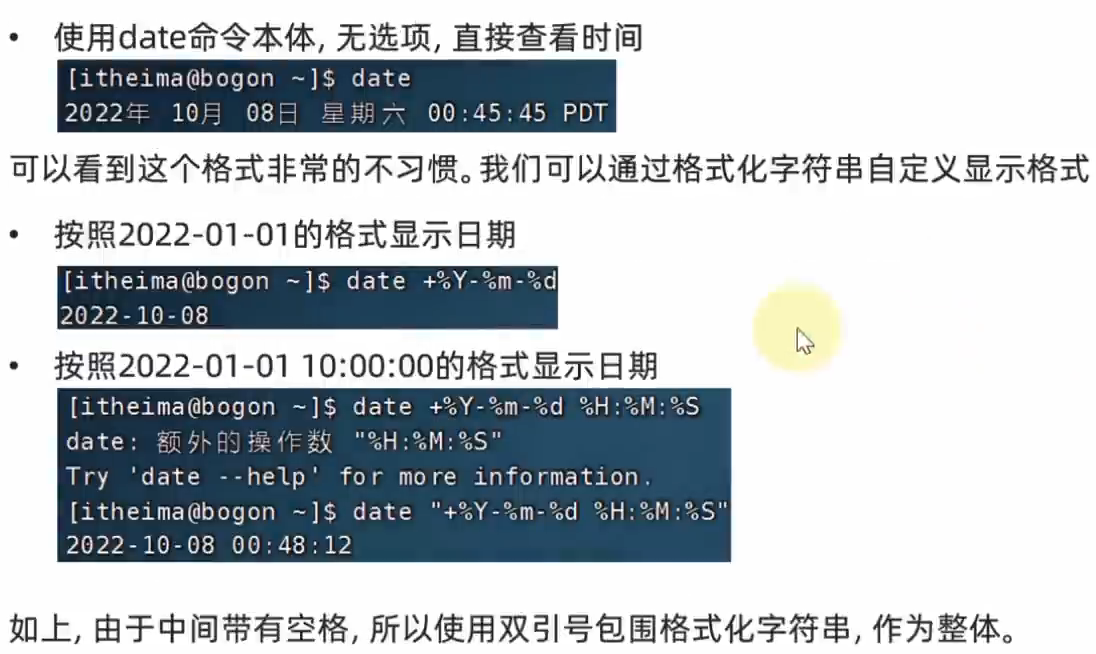 • 使用date命令本体, 无选项, 直接查看时间
[itheima@bogon ~]$ date
2022年 10月 08日 星期六 00:45:45 PDT
可以看到这个格式非常的不习惯。我们可以通过格式化字符串自定义显示格式
• 按照2022-01-01的格式显示日期
[itheima@bogon ~]$ date +%Y-%m-%d
2022-10-08
• 按照2022-01-01 10:00:00的格式显示日期
[itheima@bogon ~]$ date +%Y-%m-%d %H:%M:%S
date: 额外的操作数 "%H:%M:%S"
Try 'date --help' for more information.
[itheima@bogon ~]$ date "+%Y-%m-%d %H:%M:%S"
2022-10-08 00:48:12
如上, 由于中间带有空格, 所以使用双引号包围格式化字符串, 作为整体。